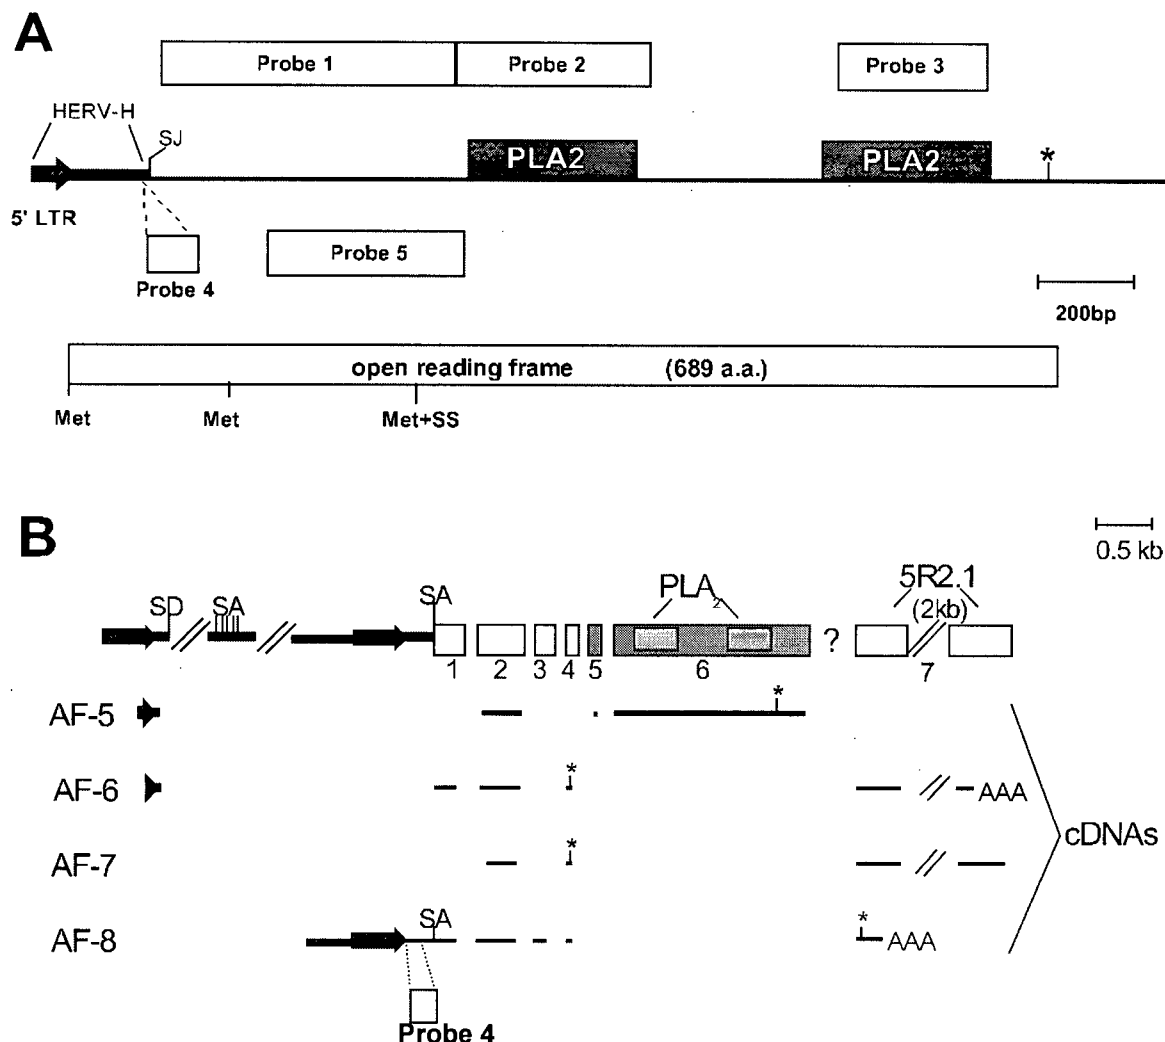 A
Probe 1
Probe 2
Probe 3
HERV-H
SJ
PLA2
PLA2
*
5' LTR
Probe 4
Probe 5
200bp
open reading frame (689 a.a.)
Met
Met
Met+SS
B
0.5 kb
SD
SA
SA
PLA2
5R2.1
(2kb)
?
1
2
3
4
5
6
7
AF-5
*
AF-6
*
AAA
cDNAs
AF-7
*
AF-8
SA
*
AAA
Probe 4